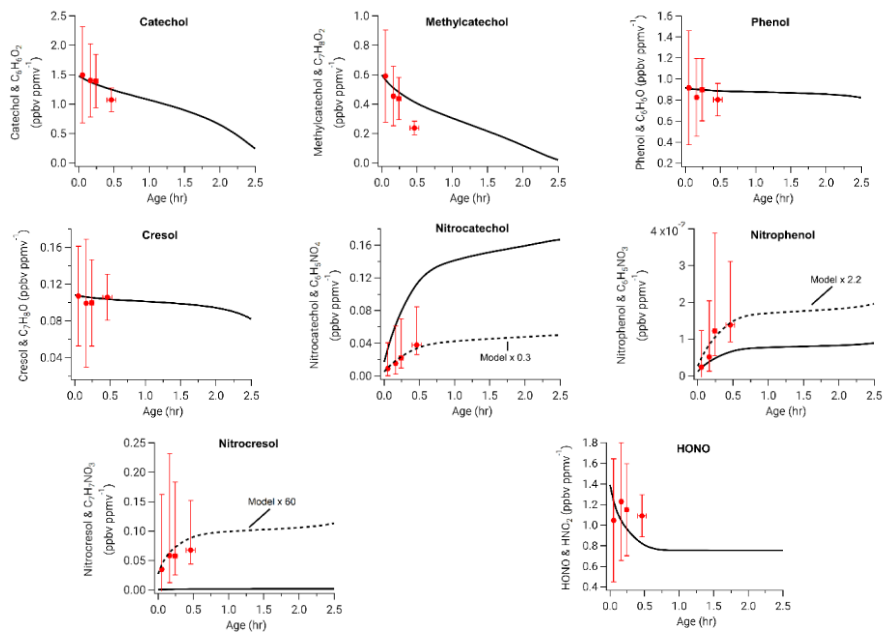 Catechol
Catechol & C6H6O2
(ppbv ppmv-1)
2.5
2.0
1.5
1.0
0.5
0.0
0.0 0.5 1.0 1.5 2.0 2.5
Age (hr)
Methylcatechol
Methylcatechol & C7H8O2
(ppbv ppmv-1)
1.0
0.8
0.6
0.4
0.2
0.0
0.0 0.5 1.0 1.5 2.0 2.5
Age (hr)
Phenol
Phenol & C6H5O (ppbv ppmv-1)
1.6
1.4
1.2
1.0
0.8
0.6
0.4
0.2
0.0 0.5 1.0 1.5 2.0 2.5
Age (hr)
Cresol
Cresol & C7H8O (ppbv ppmv-1)
0.16
0.12
0.08
0.04
0.0 0.5 1.0 1.5 2.0 2.5
Age (hr)
Nitrocatechol
Nitrocatechol & C6H5NO4
(ppbv ppmv-1)
0.20
0.16
0.12
0.08
0.04
0.00
Model x 0.3
0.0 0.5 1.0 1.5 2.0 2.5
Age (hr)
Nitrophenol
Nitrophenol & C6H5NO3
(ppbv ppmv-1)
4 x10-2
3
2
1
0
Model x 2.2
0.0 0.5 1.0 1.5 2.0 2.5
Age (hr)
Nitrocresol
Nitrocresol & C7H7NO3
(ppbv ppmv-1)
0.25
0.20
0.15
0.10
0.05
0.00
Model x 60
0.0 0.5 1.0 1.5 2.0 2.5
Age (hr)
HONO
HONO & HNO2 (ppbv ppmv-1)
1.8
1.6
1.4
1.2
1.0
0.8
0.6
0.4
0.0 0.5 1.0 1.5 2.0 2.5
Age (hr)